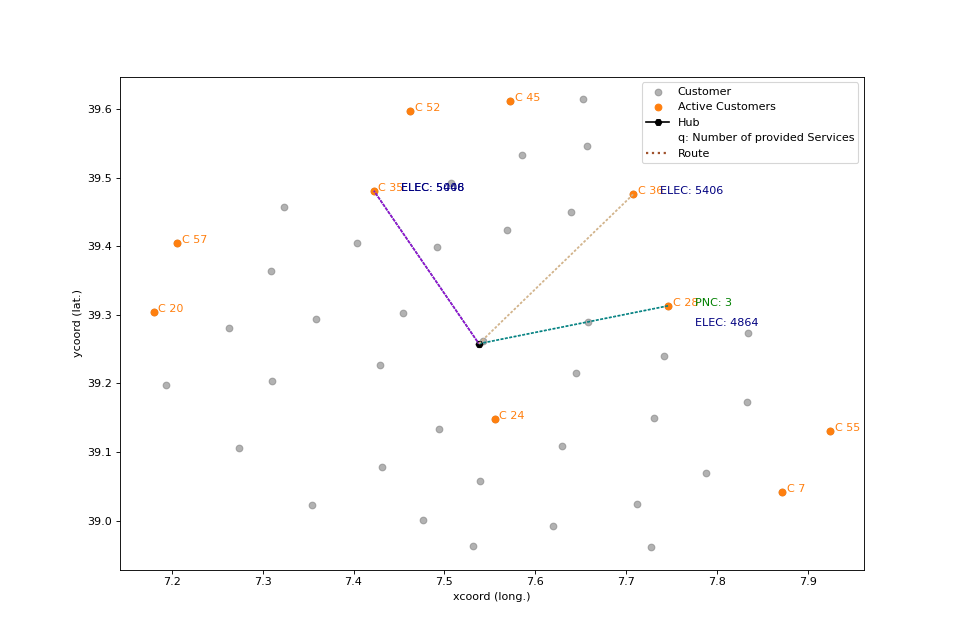 Customer
Active Customers
Hub
q: Number of provided Services
Route
C 52
C 45
C 35
C 36
ELEC: 5406
C 57
C 20
C 28
PNC: 3
ELEC: 4864
C 24
C 55
C 7
39.6
39.5
39.4
39.3
39.2
39.1
39.0
ycoord (lat.)
7.2 7.3 7.4 7.5 7.6 7.7 7.8 7.9
xcoord (long.)